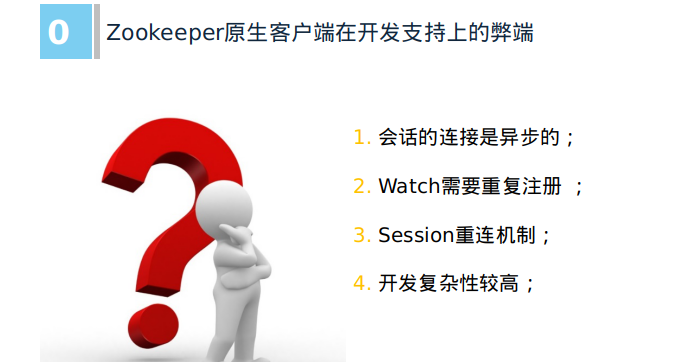 0
Zookeeper原生客户端在开发支持上的弊端
1. 会话的连接是异步的；
2. Watch需要重复注册 ；
3. Session重连机制；
4. 开发复杂性较高；